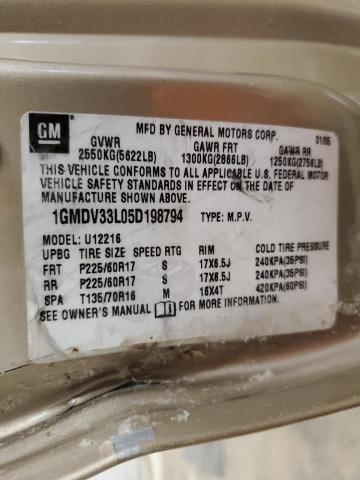 GM
MFD BY GENERAL MOTORS CORP. 01/05
GVWR GAWR FRT GAWR RR
2550KG(5622LB) 1300KG(2866LB) 1250KG(2756LB)
THIS VEHICLE CONFORMS TO ALL APPLICABLE U.S. FEDERAL MOTOR
VEHICLE SAFETY STANDARDS IN EFFECT ON THE DATE OF
MANUFACTURE SHOWN ABOVE.
1GMDV33L05D198794 TYPE: M.P.V.
MODEL: U12216
UPBG TIRE SIZE SPEED RTG RIM COLD TIRE PRESSURE
FRT P225/60R17 S 17X6.5J 240KPA(35PSI)
RR P225/60R17 S 17X6.5J 240KPA(35PSI)
SPA T135/70R16 M 16X4T 420KPA(60PSI)
SEE OWNER'S MANUAL FOR MORE INFORMATION